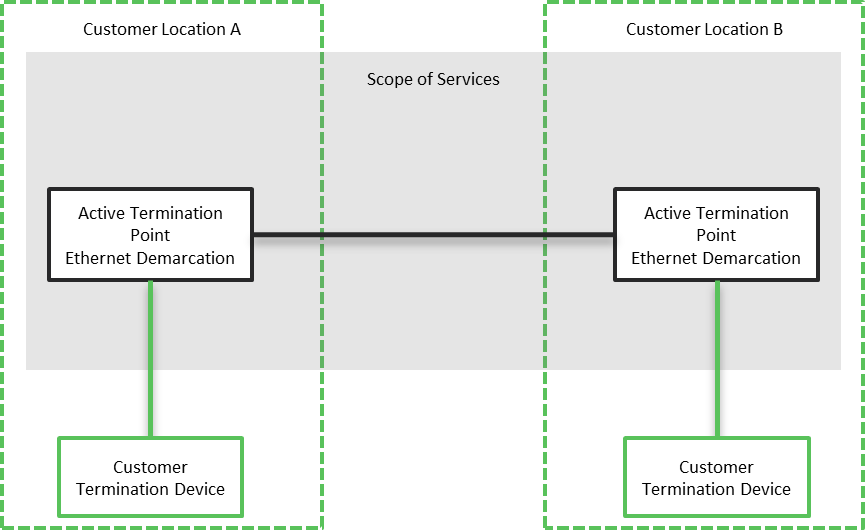 Customer Location A
Customer Location B
Scope of Services
Active Termination
Point
Ethernet Demarcation
Active Termination
Point
Ethernet Demarcation
Customer
Termination Device
Customer
Termination Device